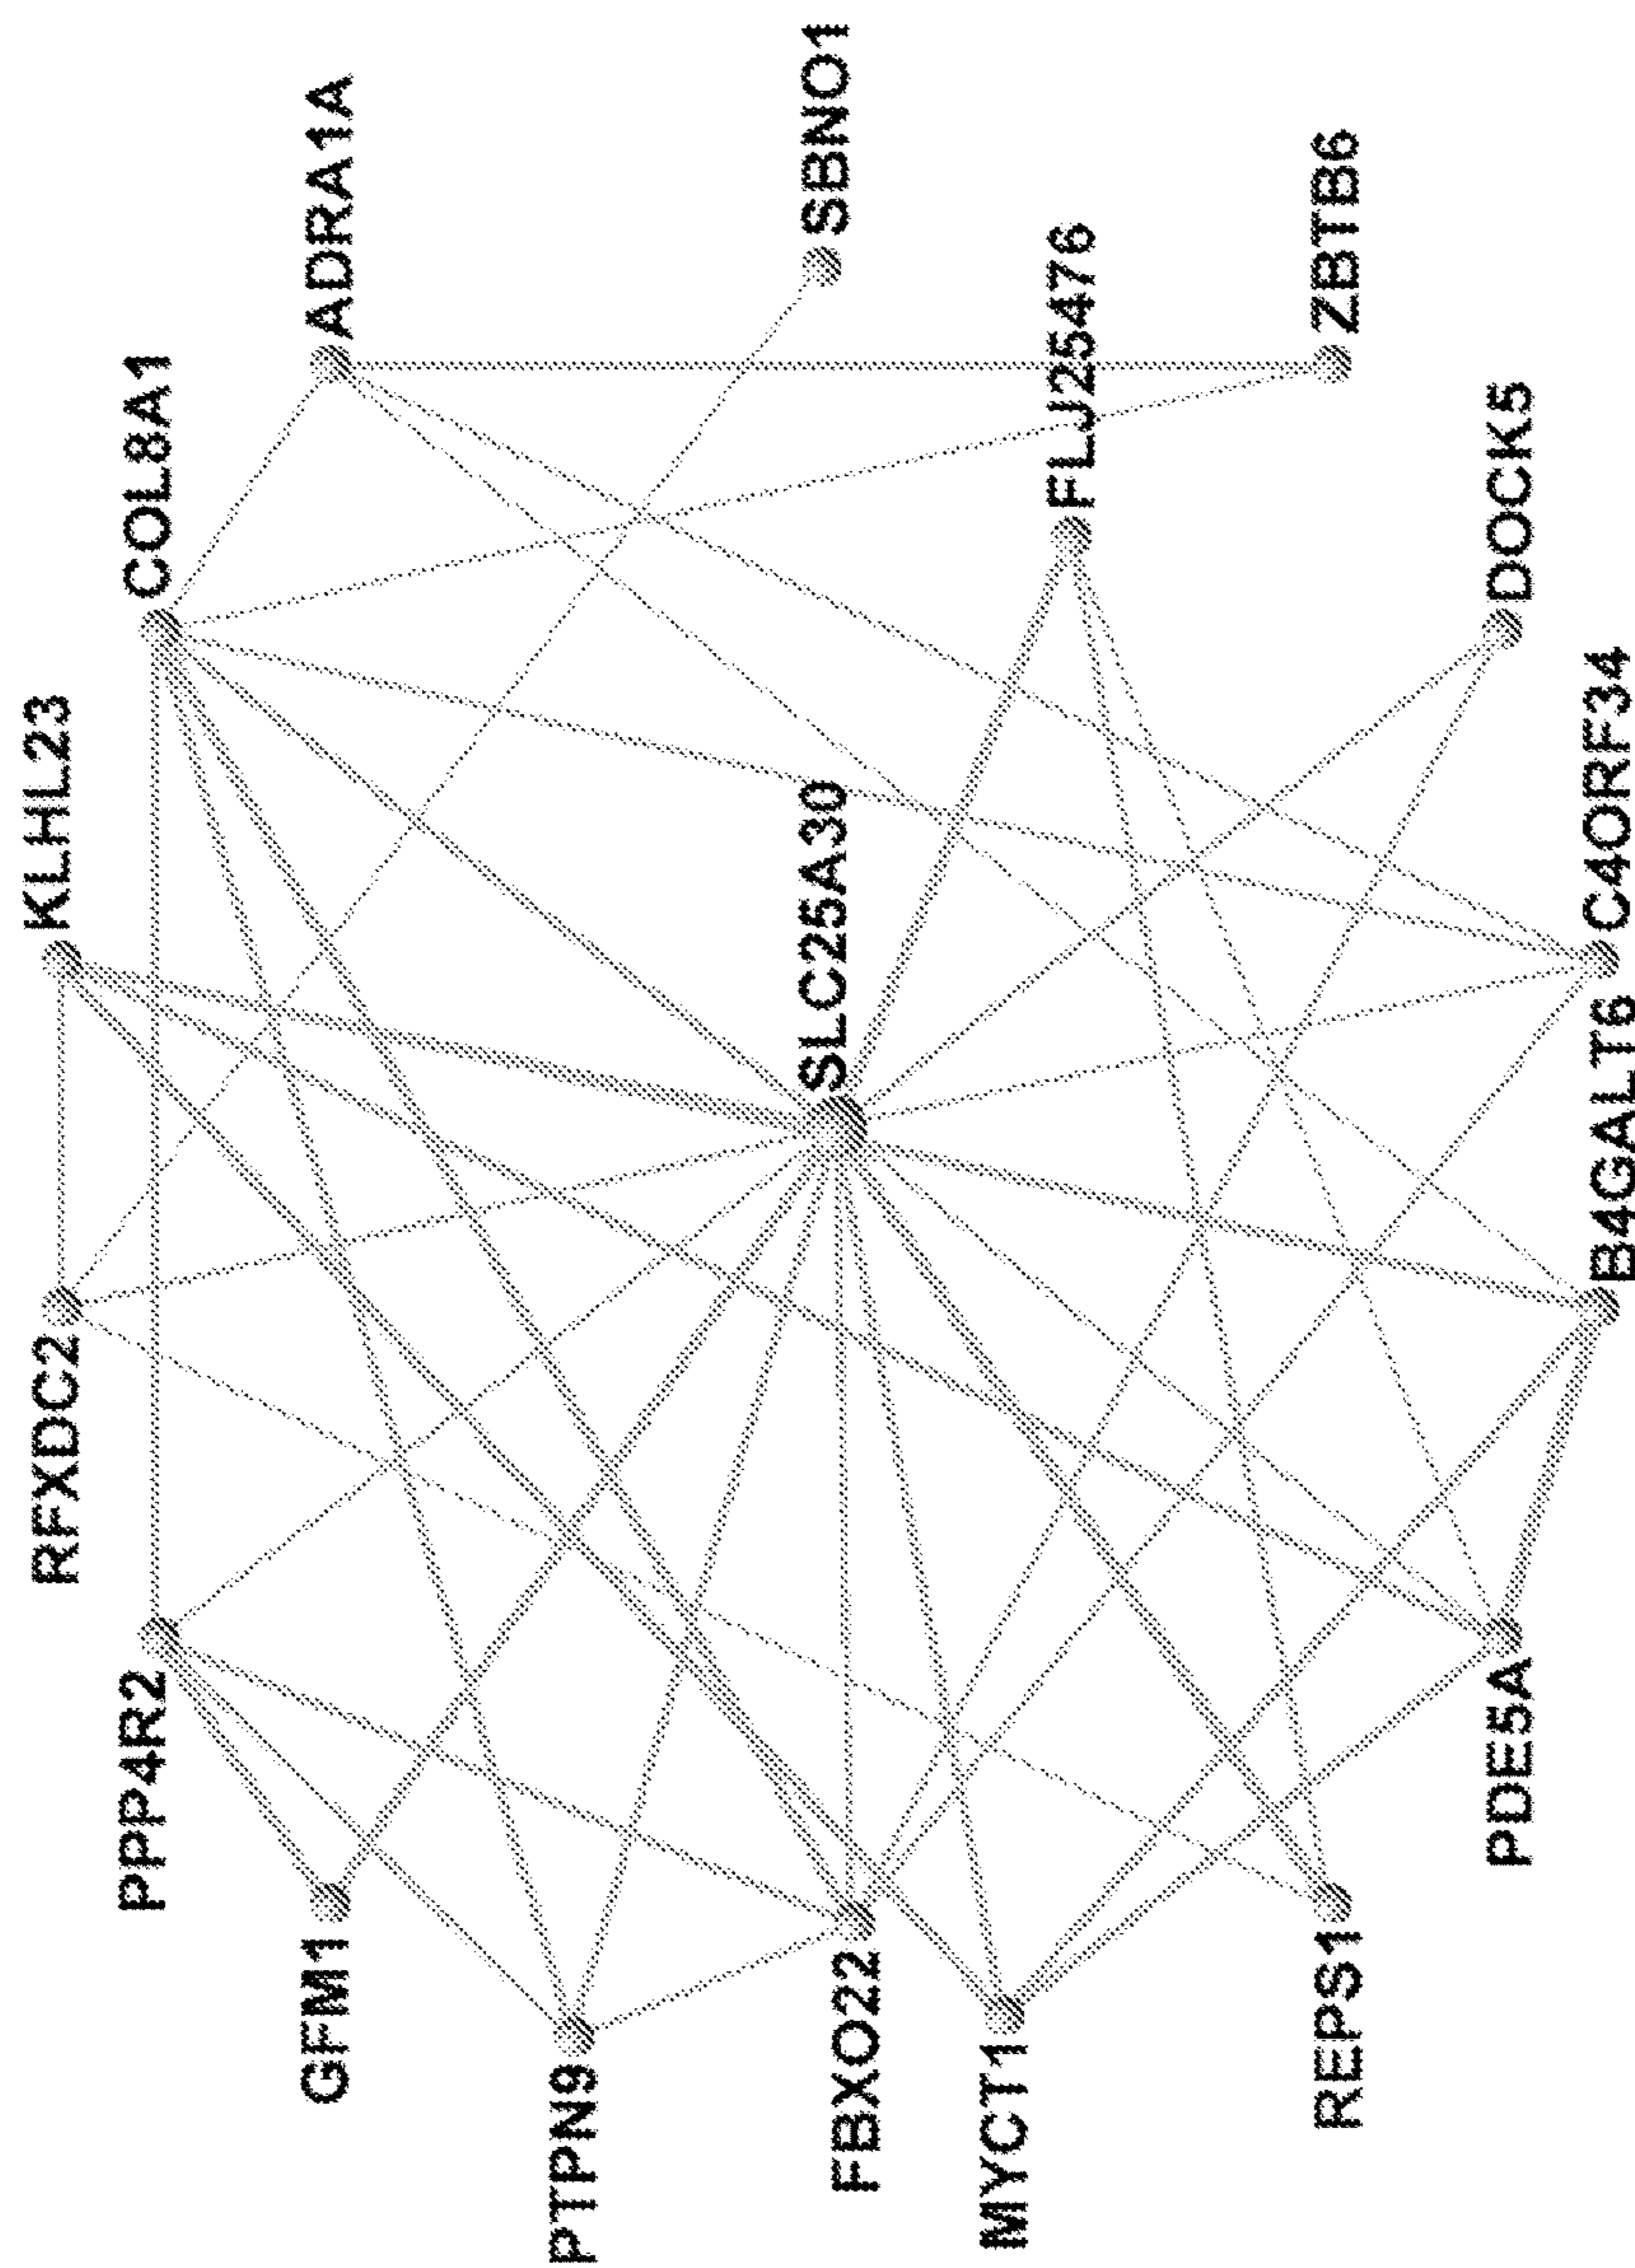 KLHL23
RFXDC2
COL8A1
PPP4R2
ADRA1A
GFM1
PTPN9
SLC25A30
SBNO1
FBXO22
MYCT1
FLJ25476
REPS1
ZBTB6
PDE5A
DOCK5
B4GALT6
C4ORF34